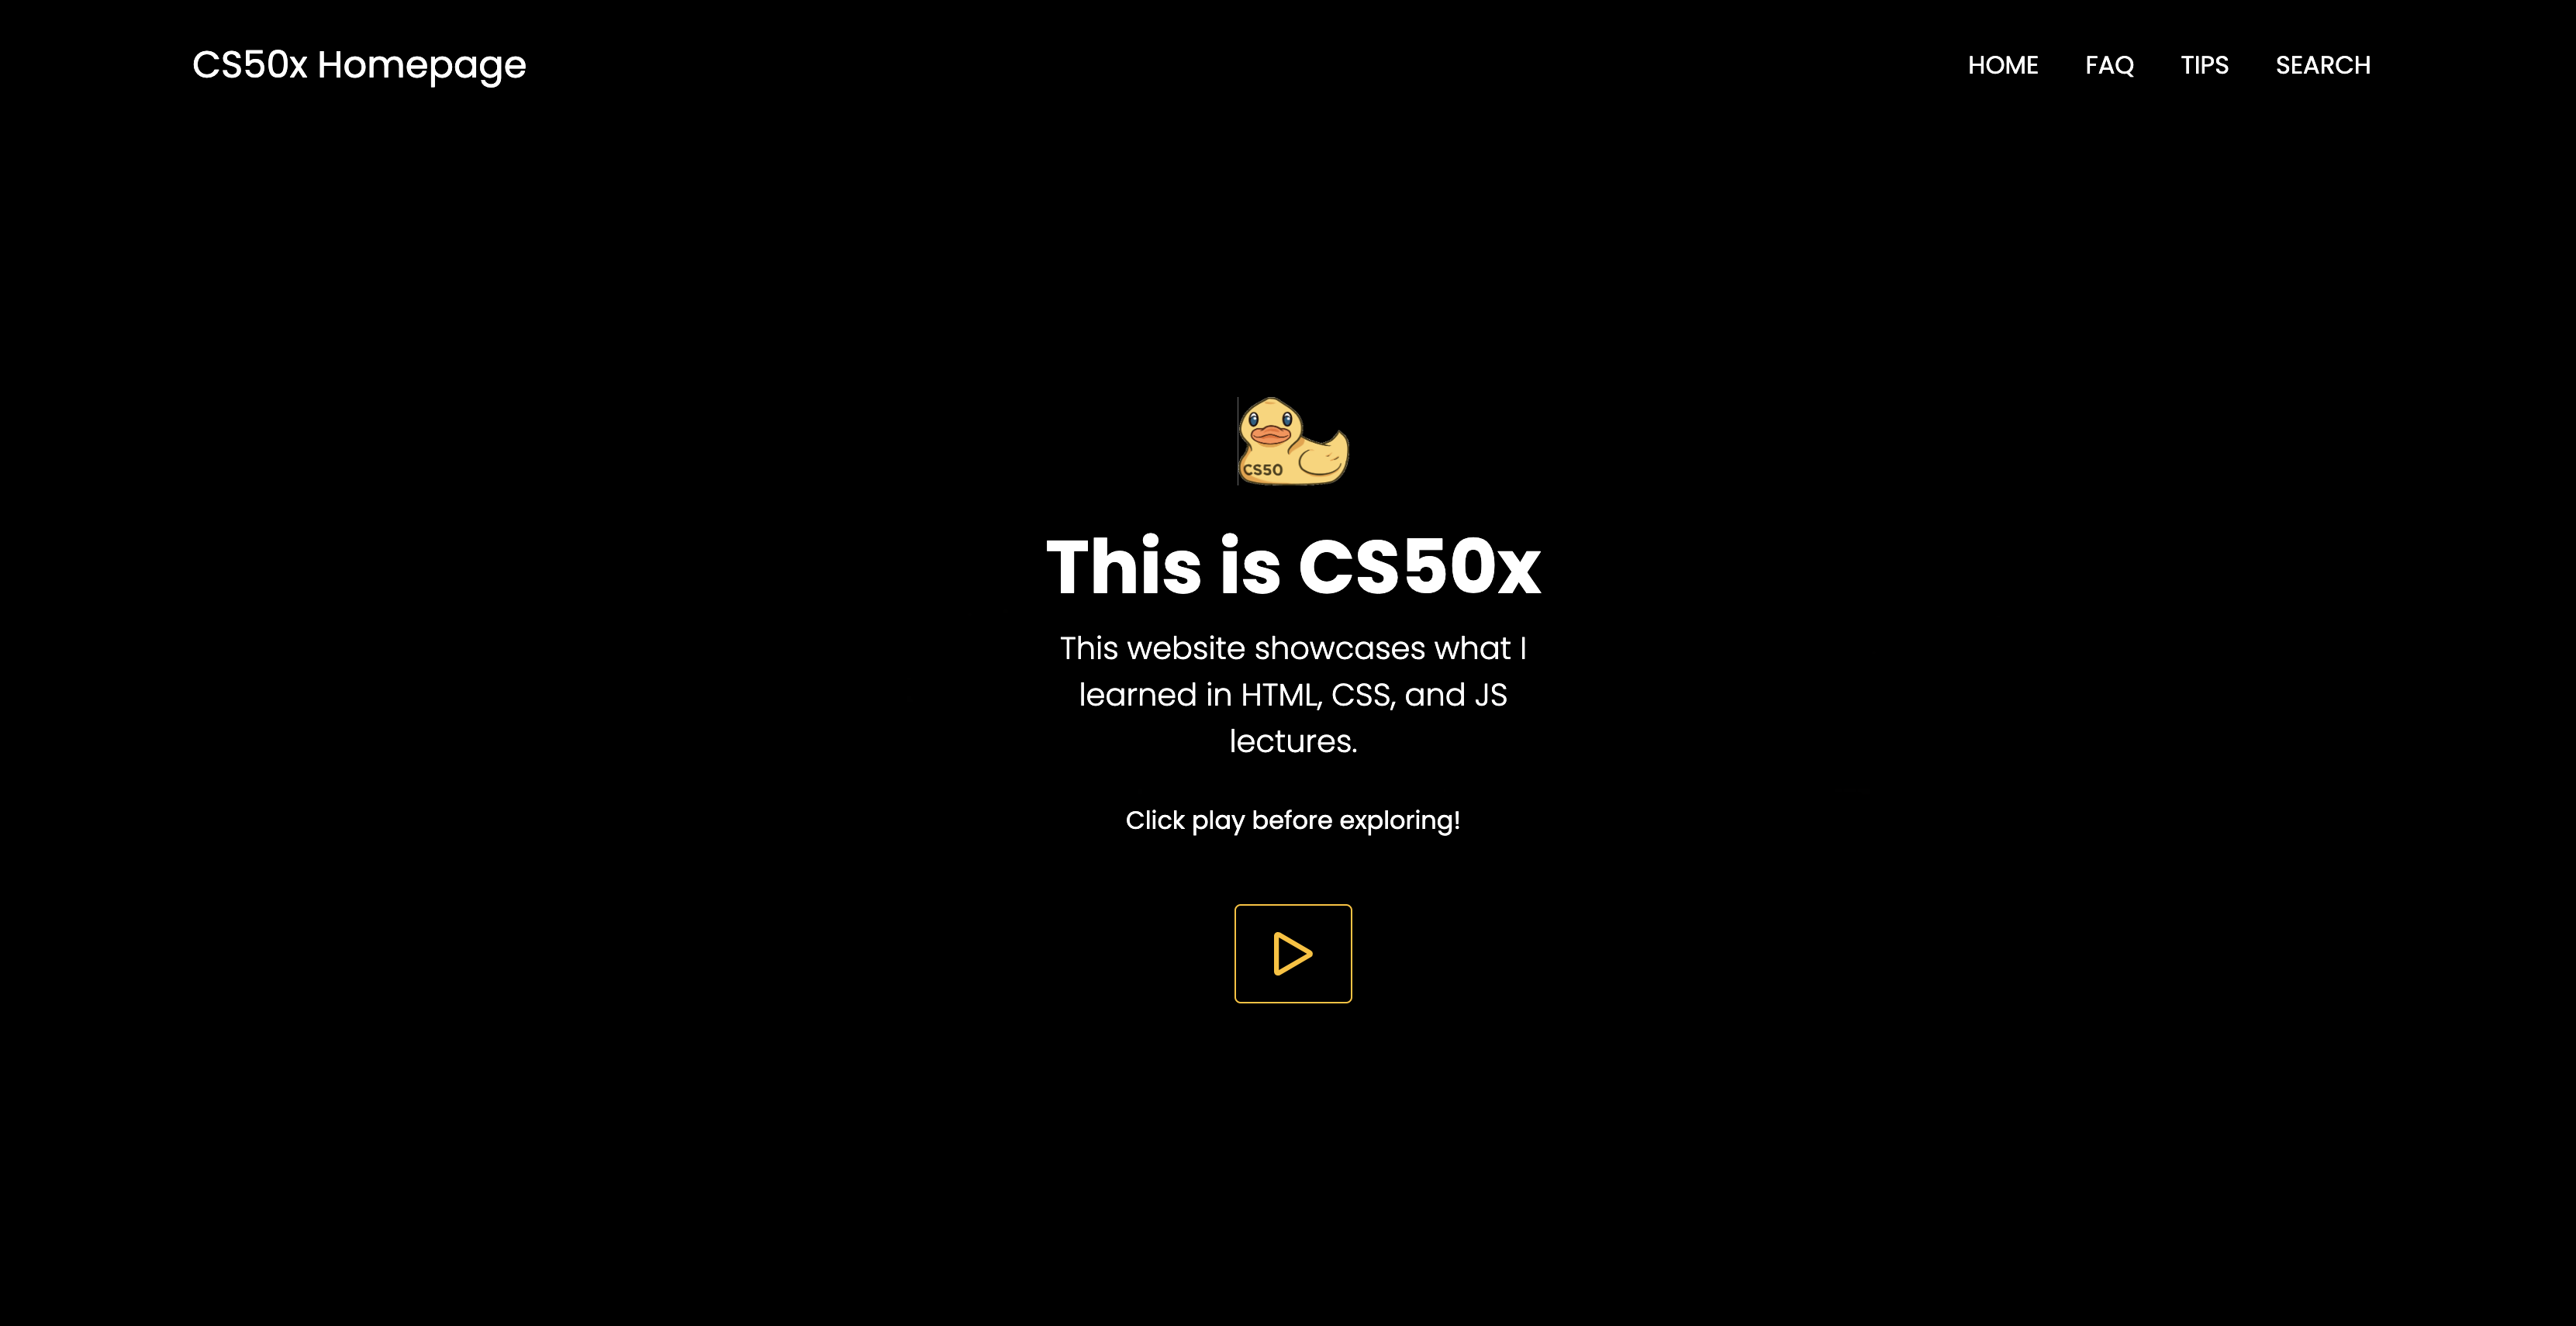 CS50x Homepage
HOME FAQ TIPS SEARCH
CS50
This is CS50x
This website showcases what I
learned in HTML, CSS, and JS
lectures.
Click play before exploring!